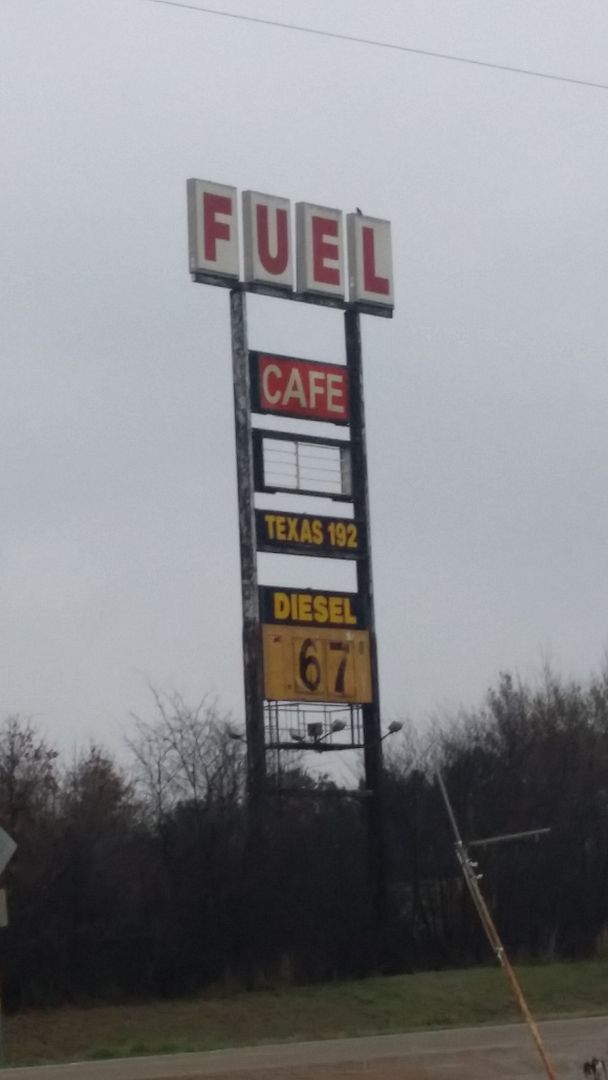 FUEL
CAFE
TEXAS 192
DIESEL
67